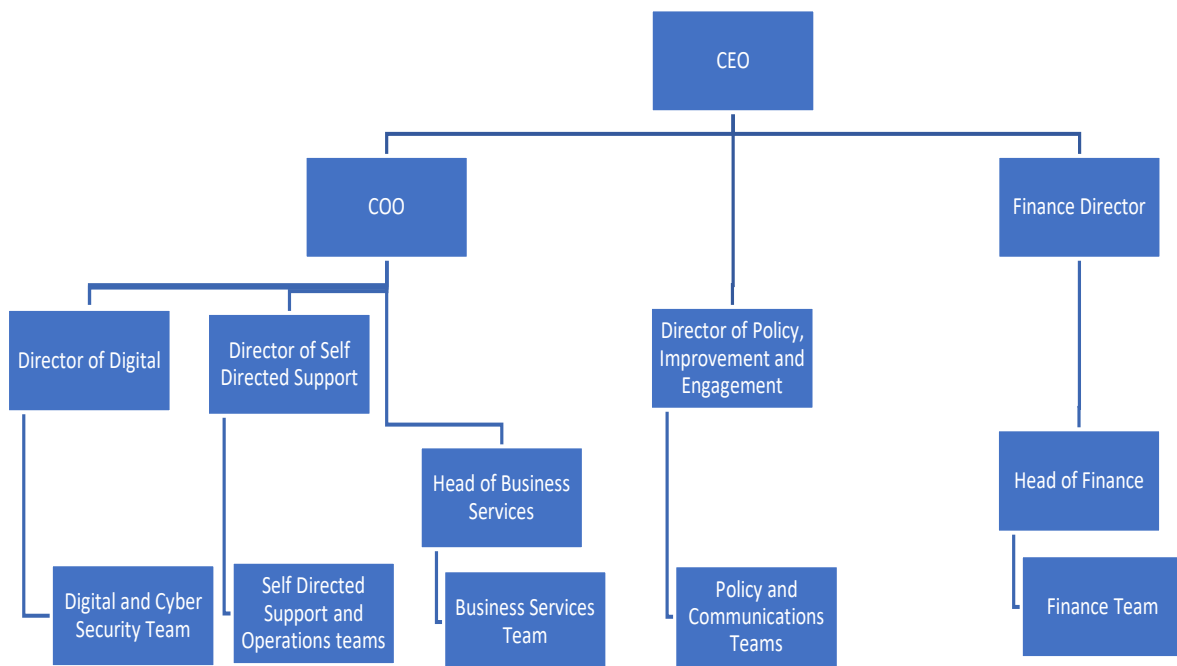 CEO
COO
Finance Director
Director of Digital
Director of Self
Directed Support
Director of Policy,
Improvement and
Engagement
Head of Business
Services
Head of Finance
Digital and Cyber
Security Team
Self Directed
Support and
Operations teams
Business Services
Team
Policy and
Communications
Teams
Finance Team